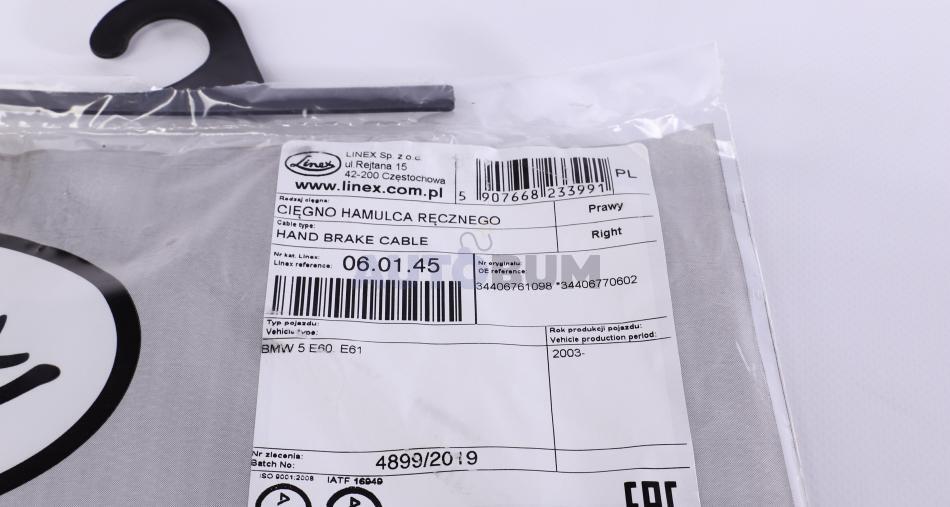 Linex
LINEX Sp. z o.o.
ul.Rejtana 15
42-200 Częstochowa
www.linex.com.pl
5 907668 233991
PL
Rodzaj cięgna:
CIĘGNO HAMULCA RĘCZNEGO
Prawy
Cable type:
HAND BRAKE CABLE
Right
Nr kat. Linex:
Linex reference:
06.01.45
Nr oryginału
OE reference:
34406761098 *34406770602
AUTOBUM
Typ pojazdu:
Vehicle type:
Rok produkcji pojazdu:
Vehicle production period:
BMW 5 E60 E61
2003-
Nr zlecenia:
Batch No:
4899/2019
ISO 9001:2008
IATF 16949
EAC